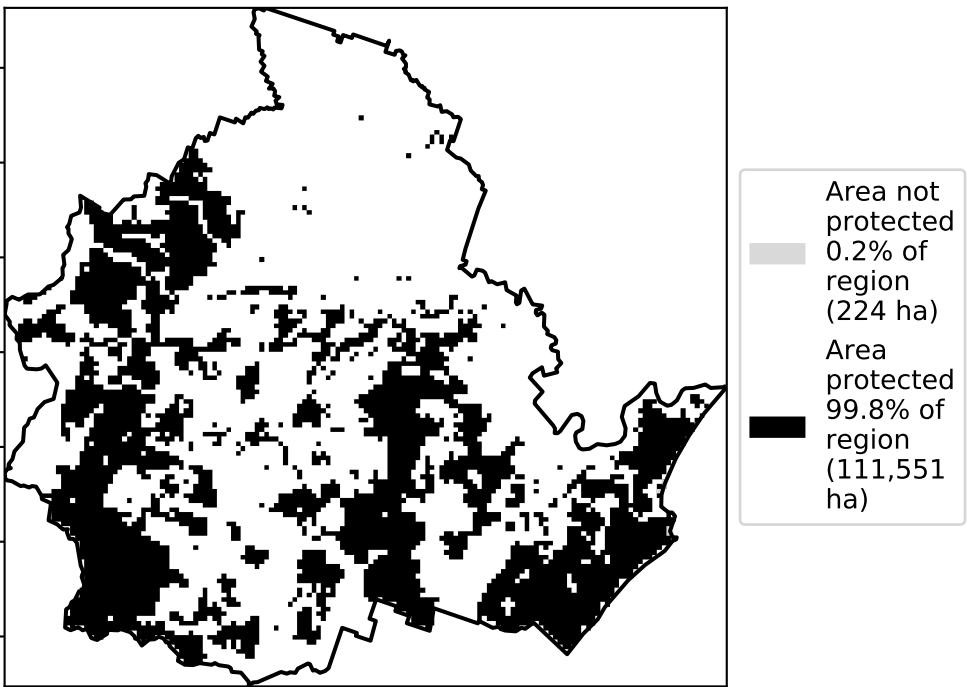 Area not
protected
0.2% of
region
(224 ha)
Area
protected
99.8% of
region
(111,551
ha)